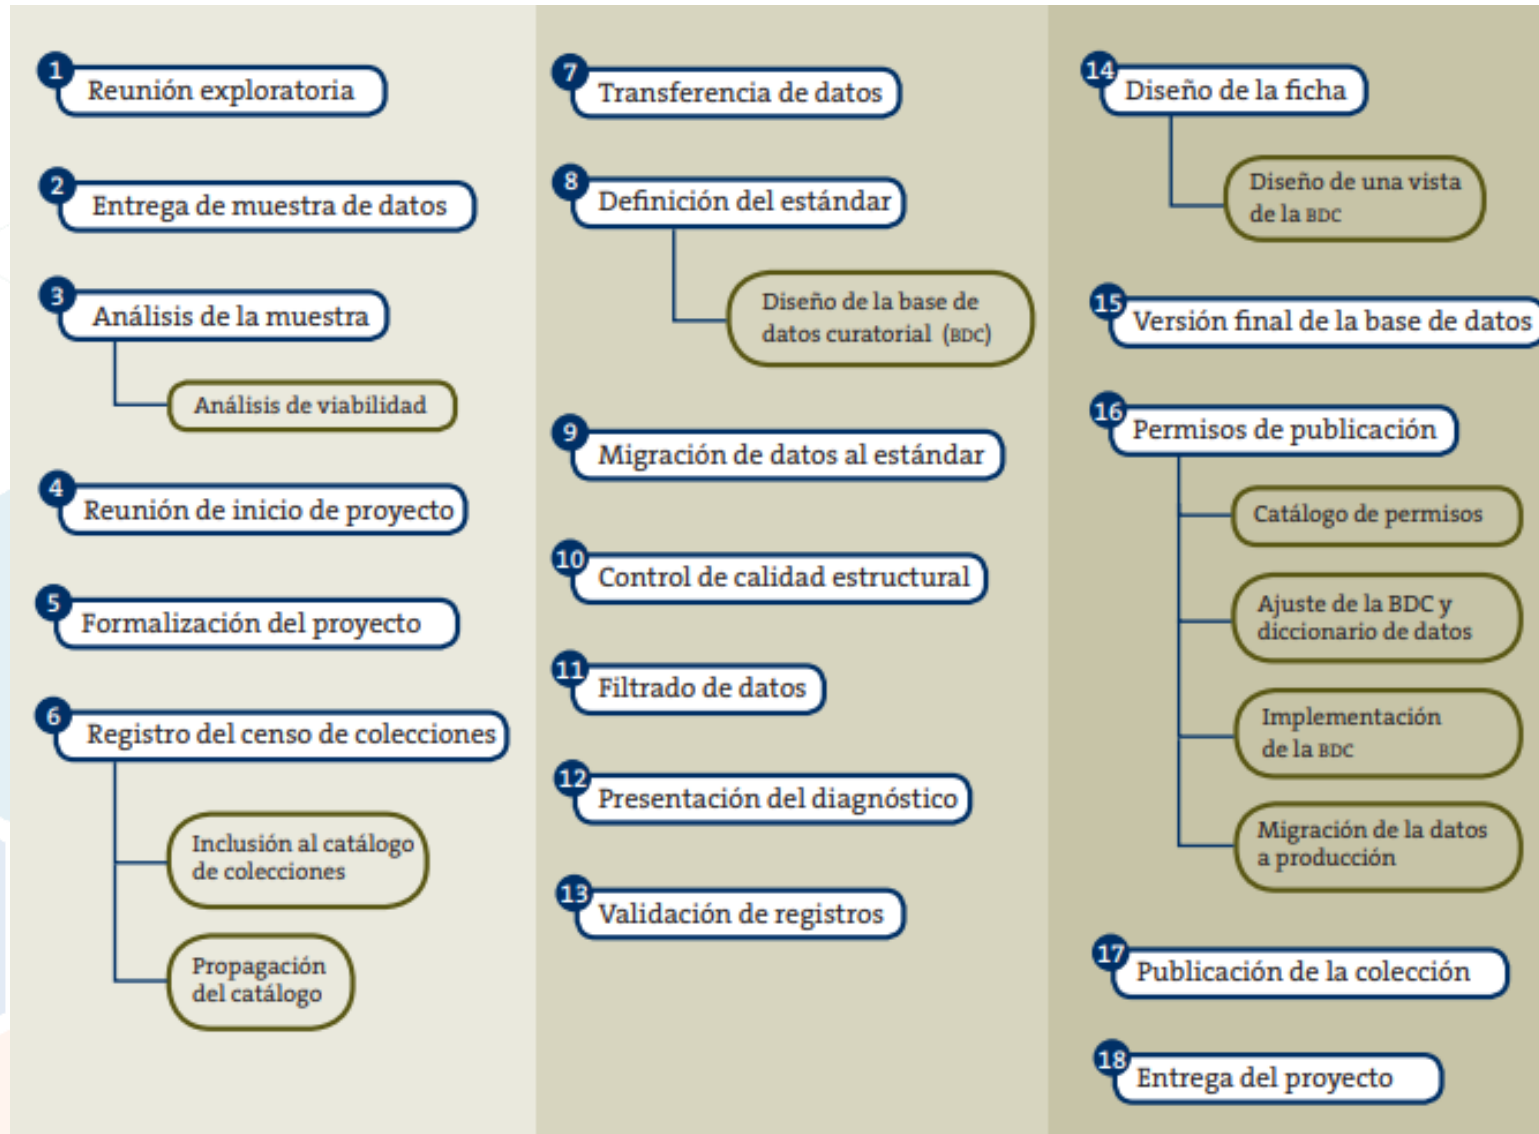 1
Reunión exploratoria
2
Entrega de muestra de datos
3
Análisis de la muestra
Análisis de viabilidad
4
Reunión de inicio de proyecto
5
Formalización del proyecto
6
Registro del censo de colecciones
Inclusión al catálogo
de colecciones
Propagación
del catálogo
7
Transferencia de datos
8
Definición del estándar
Diseño de la base de
datos curatorial (BDC)
9
Migración de datos al estándar
10
Control de calidad estructural
11
Filtrado de datos
12
Presentación del diagnóstico
13
Validación de registros
14
Diseño de la ficha
Diseño de una vista
de la BDC
15
Versión final de la base de datos
16
Permisos de publicación
Catálogo de permisos
Ajuste de la BDC y
diccionario de datos
Implementación
de la BDC
Migración de la datos
a producción
17
Publicación de la colección
18
Entrega del proyecto